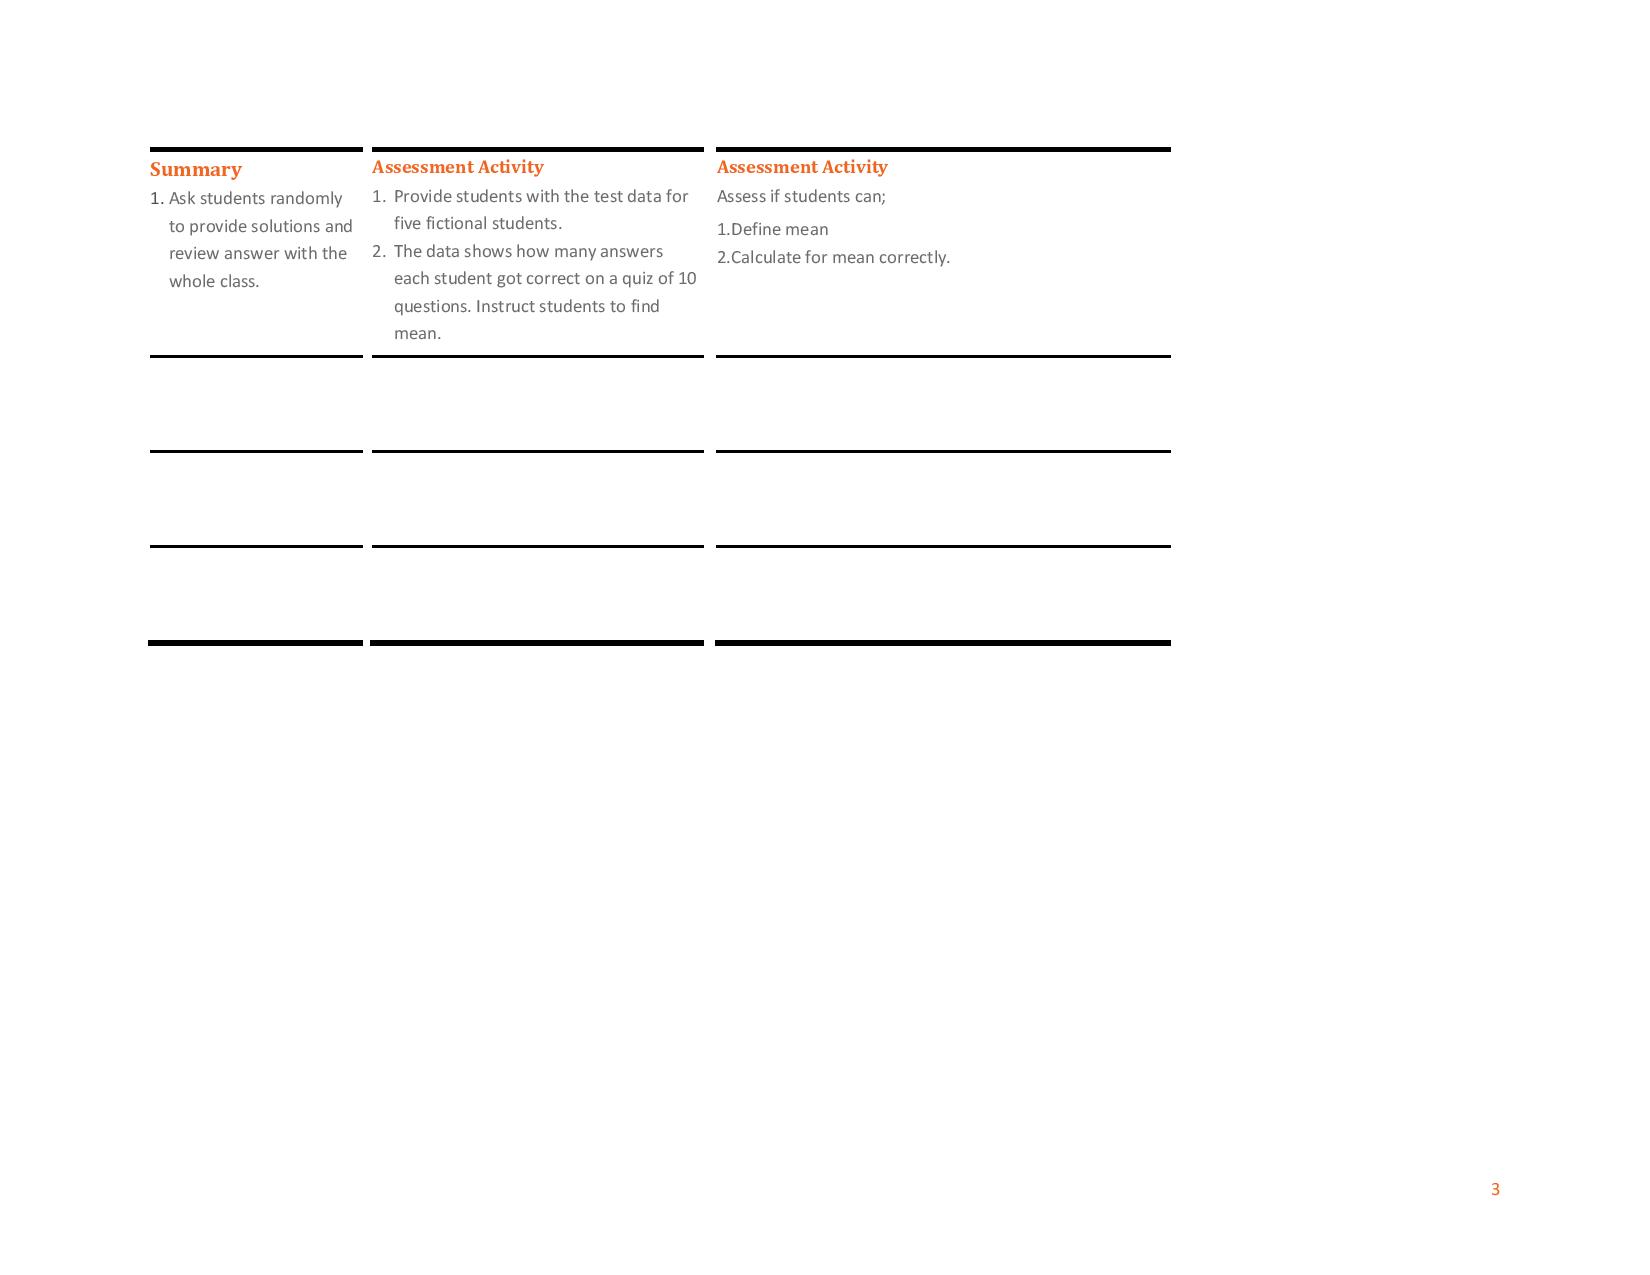 Summary
1. Ask students randomly
to provide solutions and
review answer with the
whole class.
Assessment Activity
1. Provide students with the test data for
five fictional students.
2. The data shows how many answers
each student got correct on a quiz of 10
questions. Instruct students to find
mean.
Assessment Activity
Assess if students can;
1.Define mean
2.Calculate for mean correctly.
3